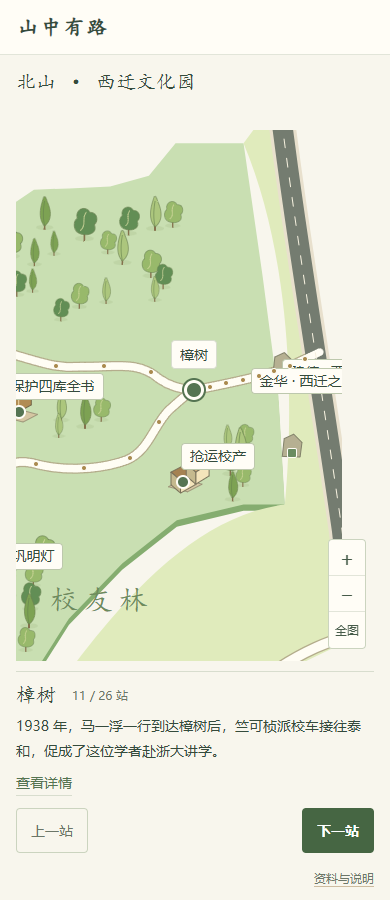 山中有路
北山 • 西迁文化园
樟树
金华 · 西迁之
保护四库全书
抢运校产
汎明灯
校友林
+
−
全图
樟树 11 / 26 站
1938 年，马一浮一行到达樟树后，竺可桢派校车接往泰
和，促成了这位学者赴浙大讲学。
查看详情
上一站
下一站
资料与说明